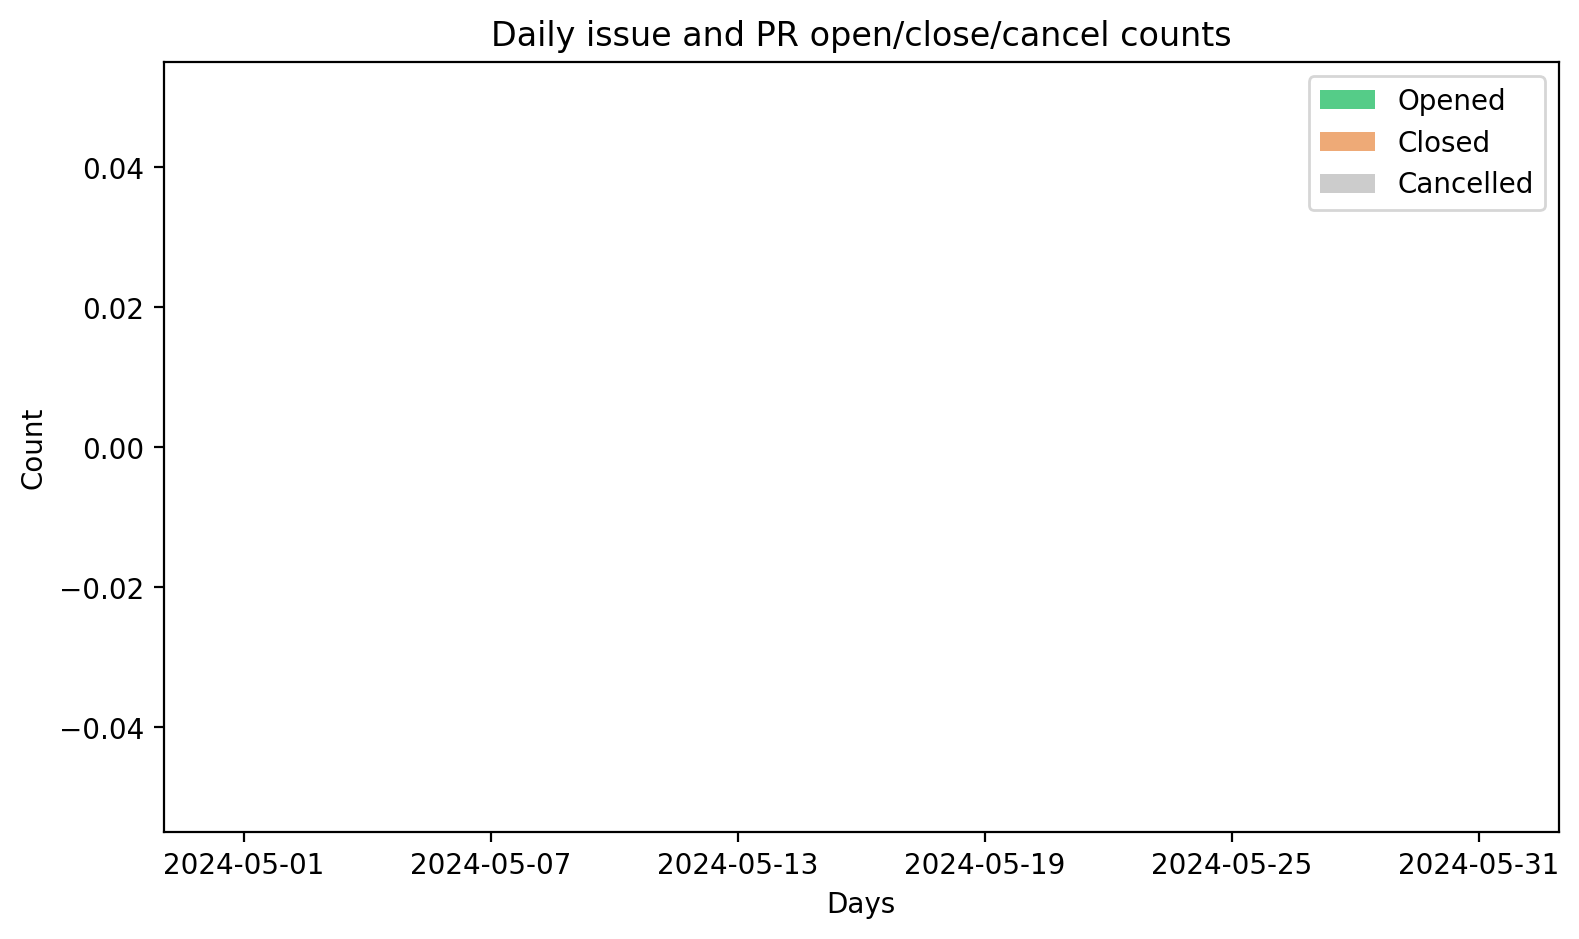 Daily issue and PR open/close/cancel counts
Opened
Closed
Cancelled
0.04
0.02
0.00
−0.02
−0.04
Count
2024-05-01 2024-05-07 2024-05-13 2024-05-19 2024-05-25 2024-05-31
Days